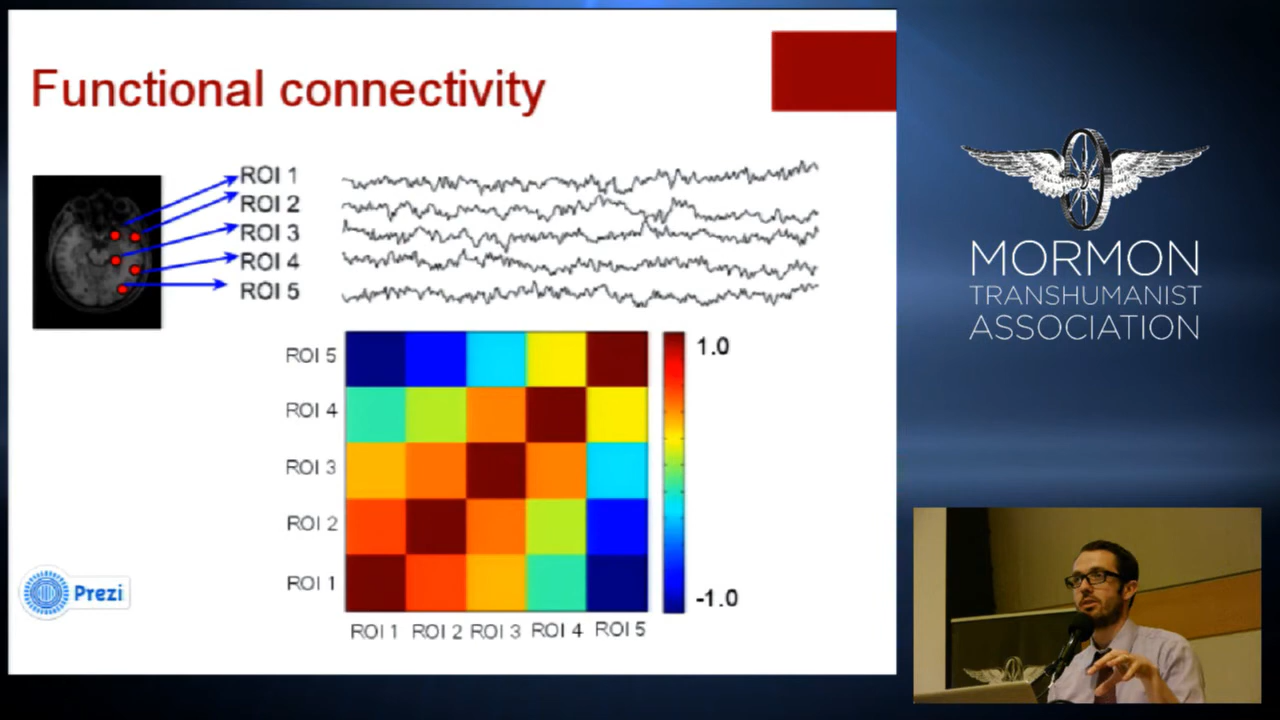 Functional connectivity
ROI 1
ROI 2
ROI 3
ROI 4
ROI 5
1.0
-1.0
ROI 5
ROI 4
ROI 3
ROI 2
ROI 1
ROI 1 ROI 2 ROI 3 ROI 4 ROI 5
Prezi
MORMON
TRANSHUMANIST
ASSOCIATION